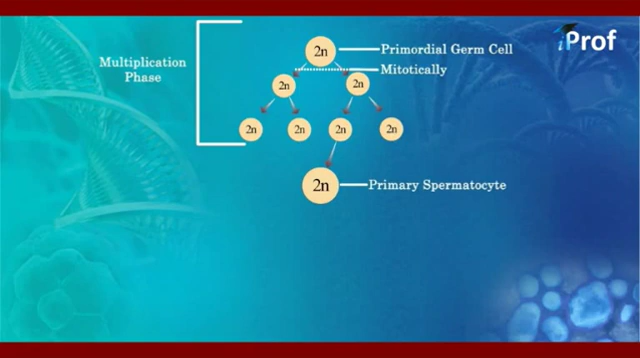 iProf
2n
Primordial Germ Cell
Multiplication
Phase
Mitotically
2n
2n
2n
2n
2n
2n
2n
Primary Spermatocyte